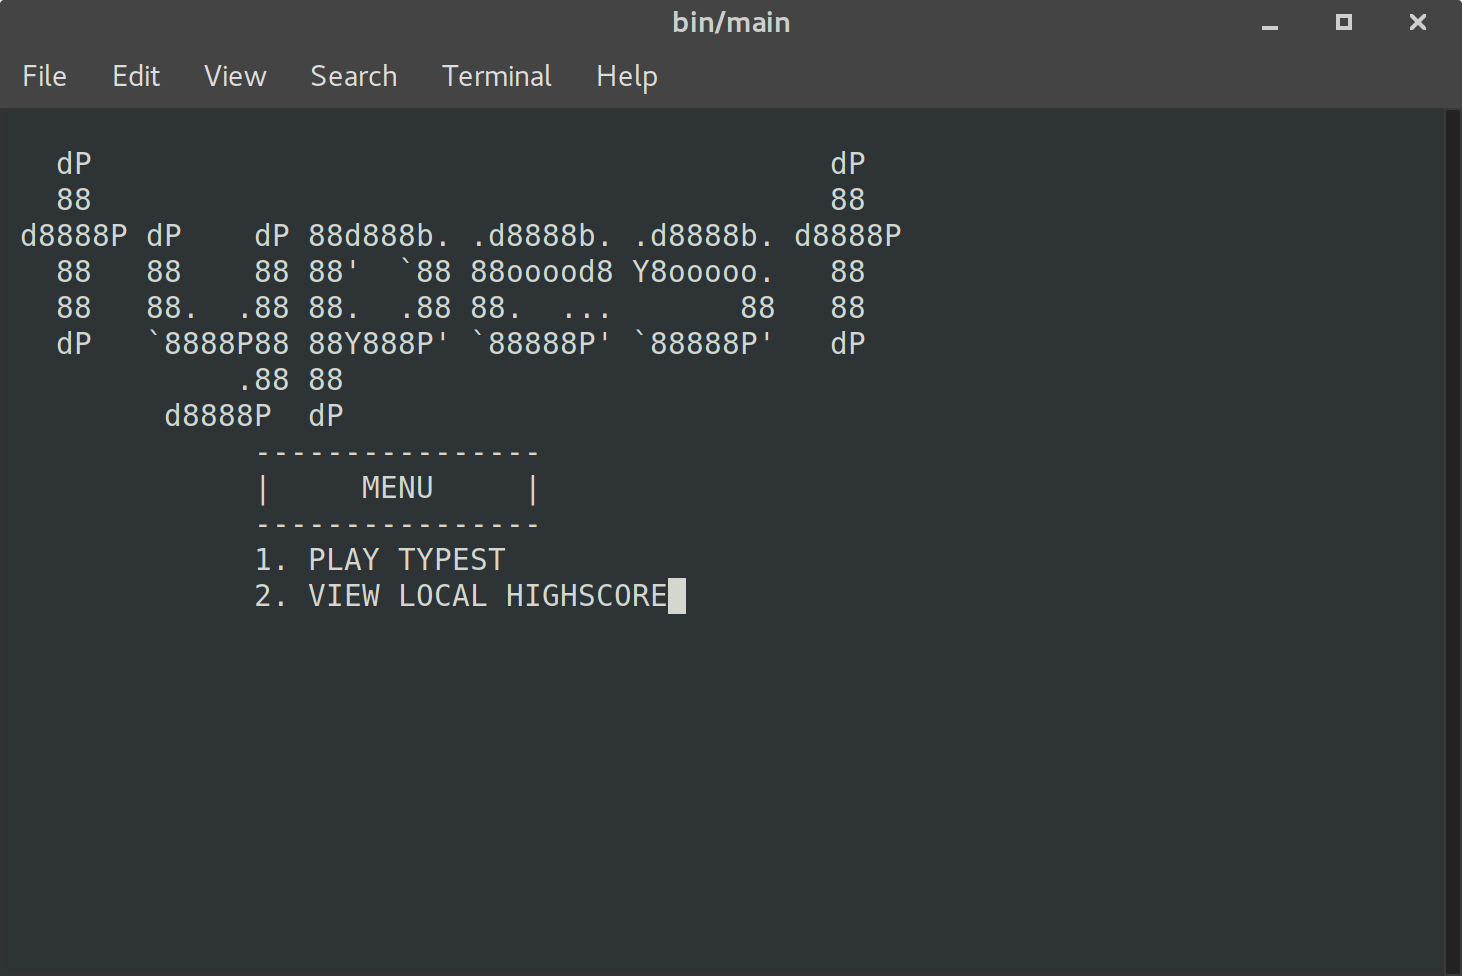 bin/main
File Edit View Search Terminal Help
  dP                                         dP
  88                                         88
d8888P dP    dP 88d888b. .d8888b. .d8888b. d8888P
  88   88    88 88'  `88 88ooood8 Y8ooooo.   88
  88   88.  .88 88.  .88 88.  ...       88   88
  dP   `8888P88 88Y888P' `88888P' `88888P'   dP
            .88 88
        d8888P  dP
             ----------------
             |     MENU     |
             ----------------
             1. PLAY TYPEST
             2. VIEW LOCAL HIGHSCORE